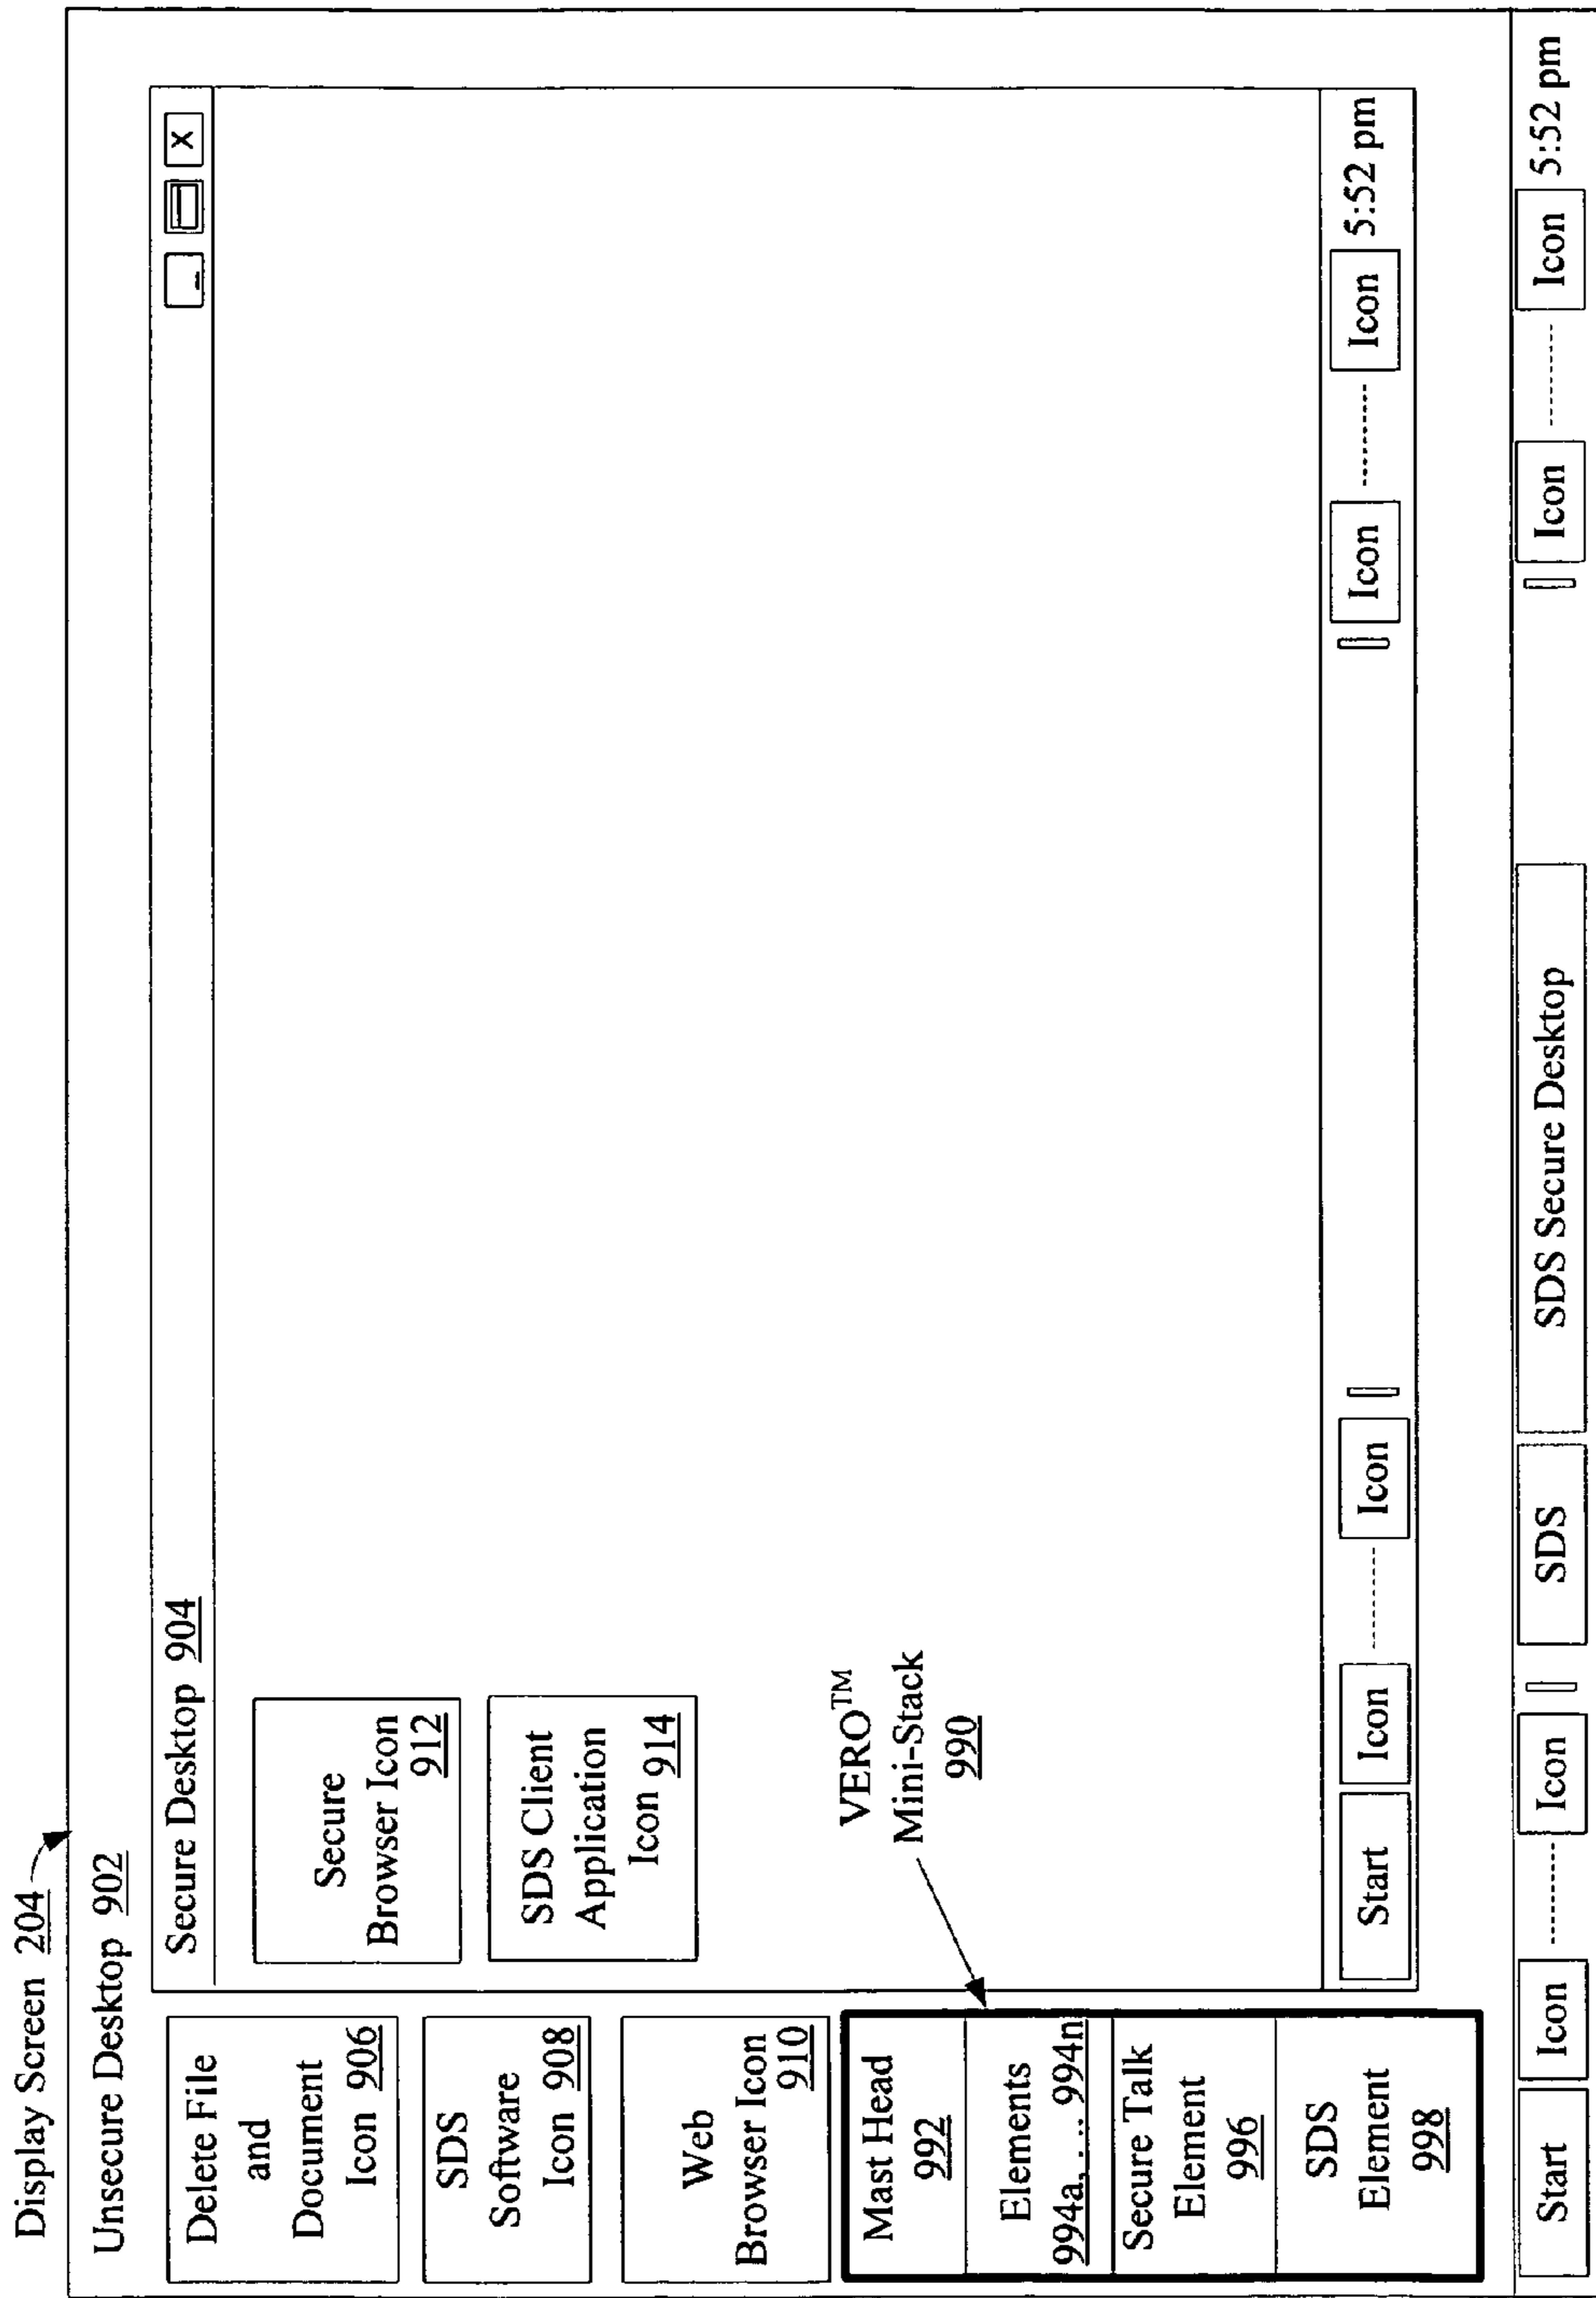 Display Screen 204
Unsecure Desktop 902
Delete File
and
Document
Icon 906
SDS
Software
Icon 908
Web
Browser Icon
910
Mast Head
992
Elements
994a, . . . 994n
Secure Talk
Element
996
SDS
Element
998
Secure Desktop 904
_
X
Secure
Browser Icon
912
SDS Client
Application
Icon 914
VERO™
Mini-Stack
990
Start Icon Icon Icon Icon 5:52 pm
Start Icon Icon SDS SDS Secure Desktop Icon Icon 5:52 pm